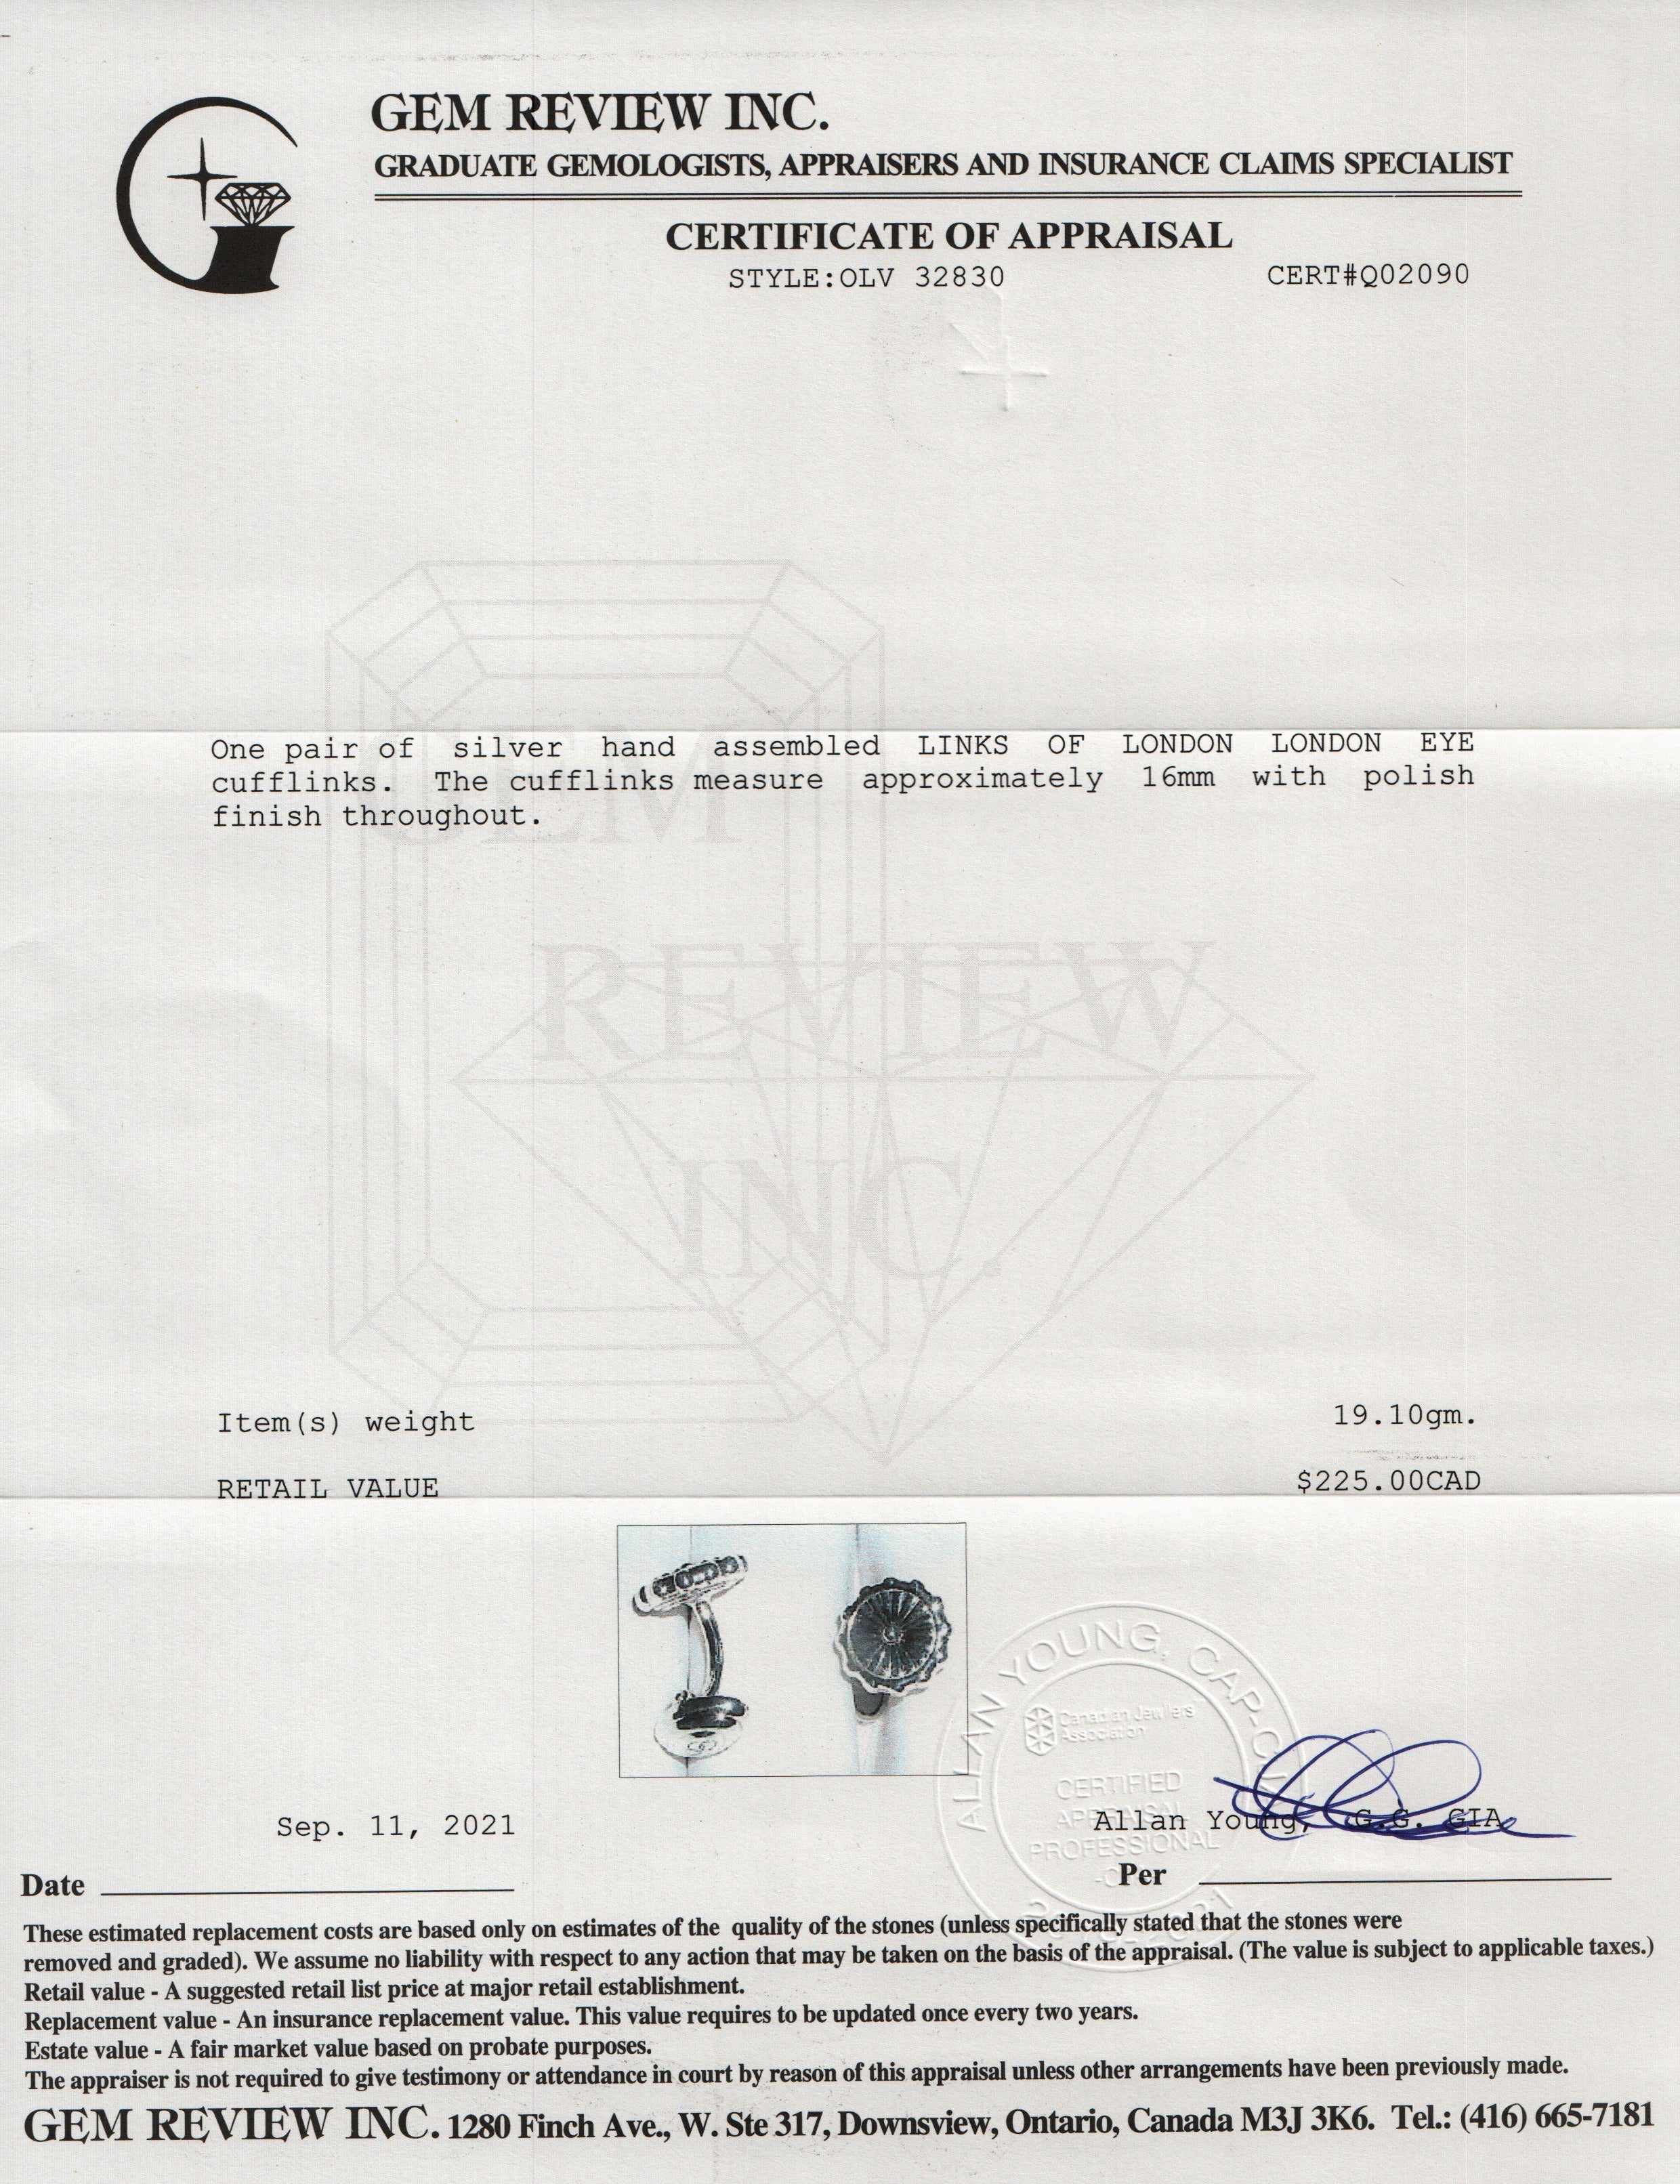 GEM REVIEW INC.
GRADUATE GEMOLOGISTS, APPRAISERS AND INSURANCE CLAIMS SPECIALIST
CERTIFICATE OF APPRAISAL
STYLE:OLV 32830 CERT#Q02090
One pair of silver hand assembled LINKS OF LONDON LONDON EYE
cufflinks. The cufflinks measure approximately 16mm with polish
finish throughout.
GEM
REVIEW
INC.
Item(s) weight 19.10gm.
RETAIL VALUE $225.00CAD
ALLAN YOUNG, CAP-CJA
Canadian Jewellers
Association
CERTIFIED
APPRAISAL
PROFESSIONAL
Sep. 11, 2021 Allan Young, G.G. GIA
Date Per
These estimated replacement costs are based only on estimates of the quality of the stones (unless specifically stated that the stones were
removed and graded). We assume no liability with respect to any action that may be taken on the basis of the appraisal. (The value is subject to applicable taxes.)
Retail value - A suggested retail list price at major retail establishment.
Replacement value - An insurance replacement value. This value requires to be updated once every two years.
Estate value - A fair market value based on probate purposes.
The appraiser is not required to give testimony or attendance in court by reason of this appraisal unless other arrangements have been previously made.
GEM REVIEW INC. 1280 Finch Ave., W. Ste 317, Downsview, Ontario, Canada M3J 3K6. Tel.: (416) 665-7181